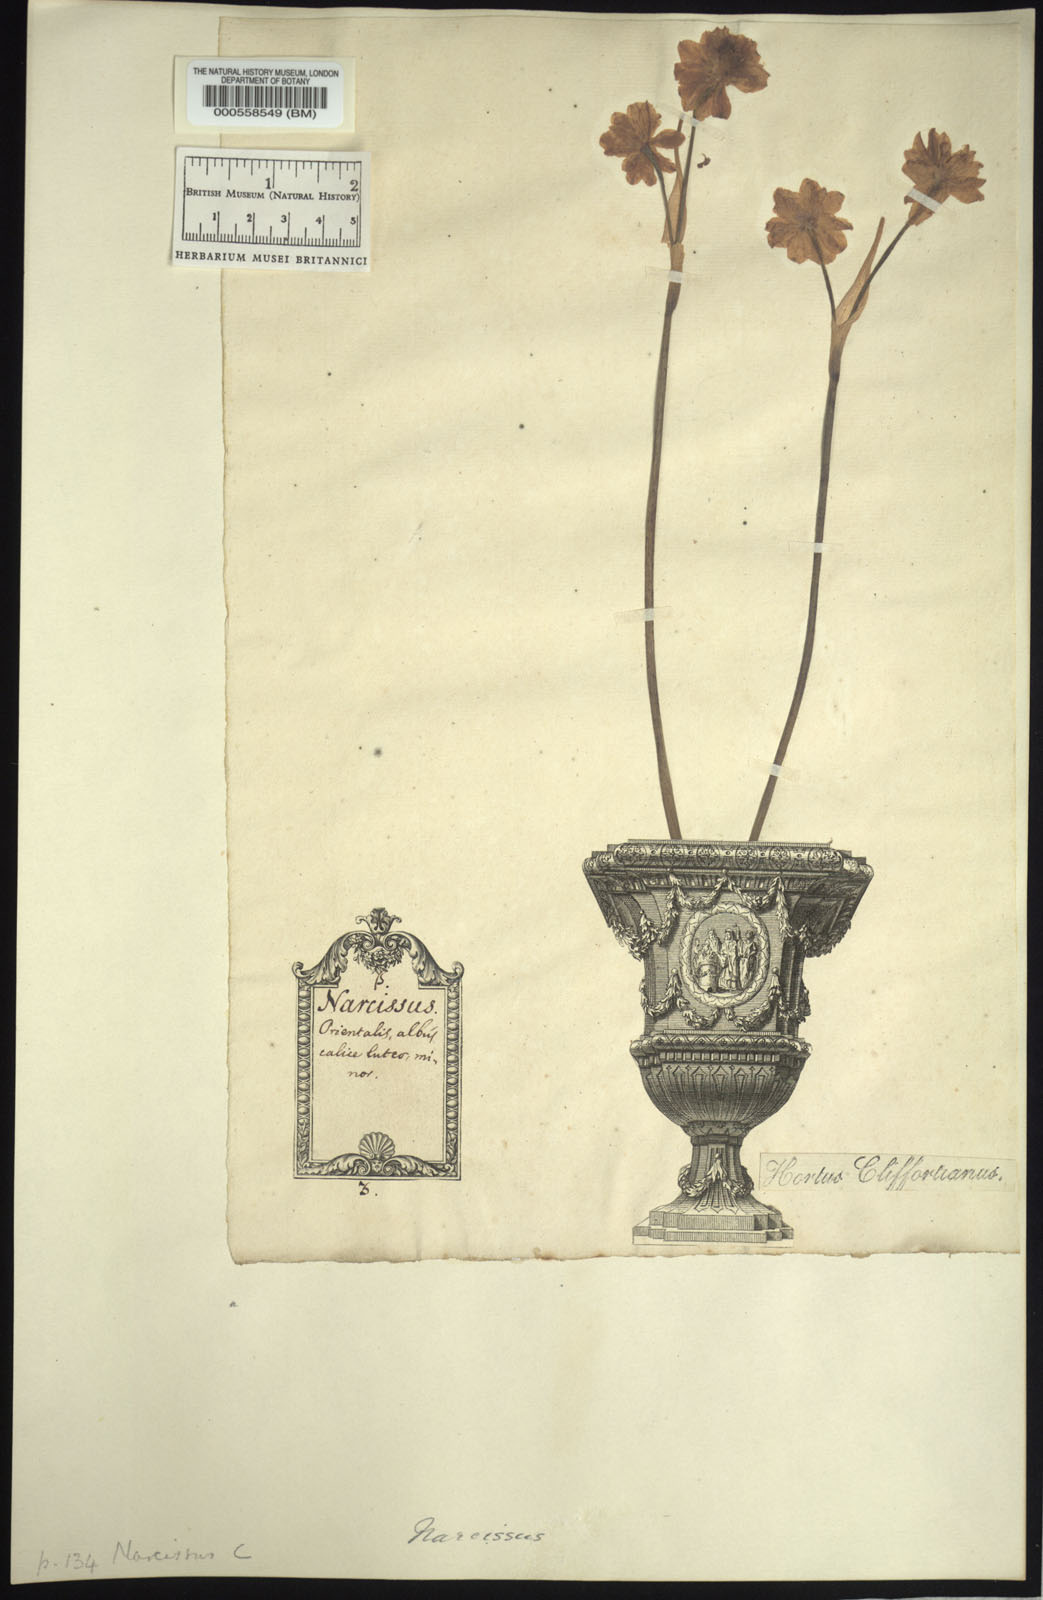 THE NATURAL HISTORY MUSEUM, LONDON
DEPARTMENT OF BOTANY
000558549 (BM)
1 2
BRITISH MUSEUM (NATURAL HISTORY)
1 2 3 4 5
HERBARIUM MUSEI BRITANNICI
p.
Narcissus.
Orientalis, albus
calice luteo, mi-
nor.
3.
Hortus Cliffortianus.
Narcissus
p. 134 Narcissus C